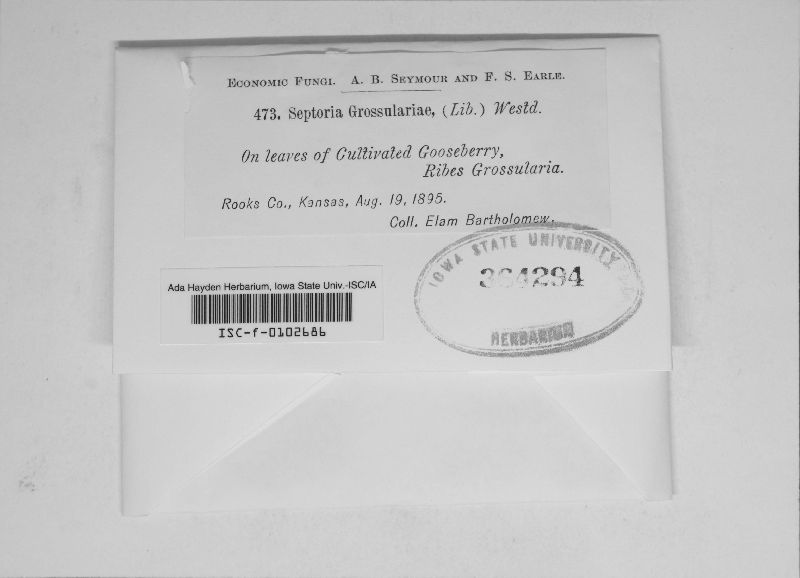 Economic Fungi. A. B. Seymour and F. S. Earle.
473. Septoria Grossulariae, (Lib.) Westd.
On leaves of Cultivated Gooseberry,
Ribes Grossularia.
Rooks Co., Kansas, Aug. 19, 1895.
Coll. Elam Bartholomew.
IOWA STATE UNIVERSITY
384294
HERBARIUM
Ada Hayden Herbarium, Iowa State Univ.-ISC/IA
ISC-f-0102686